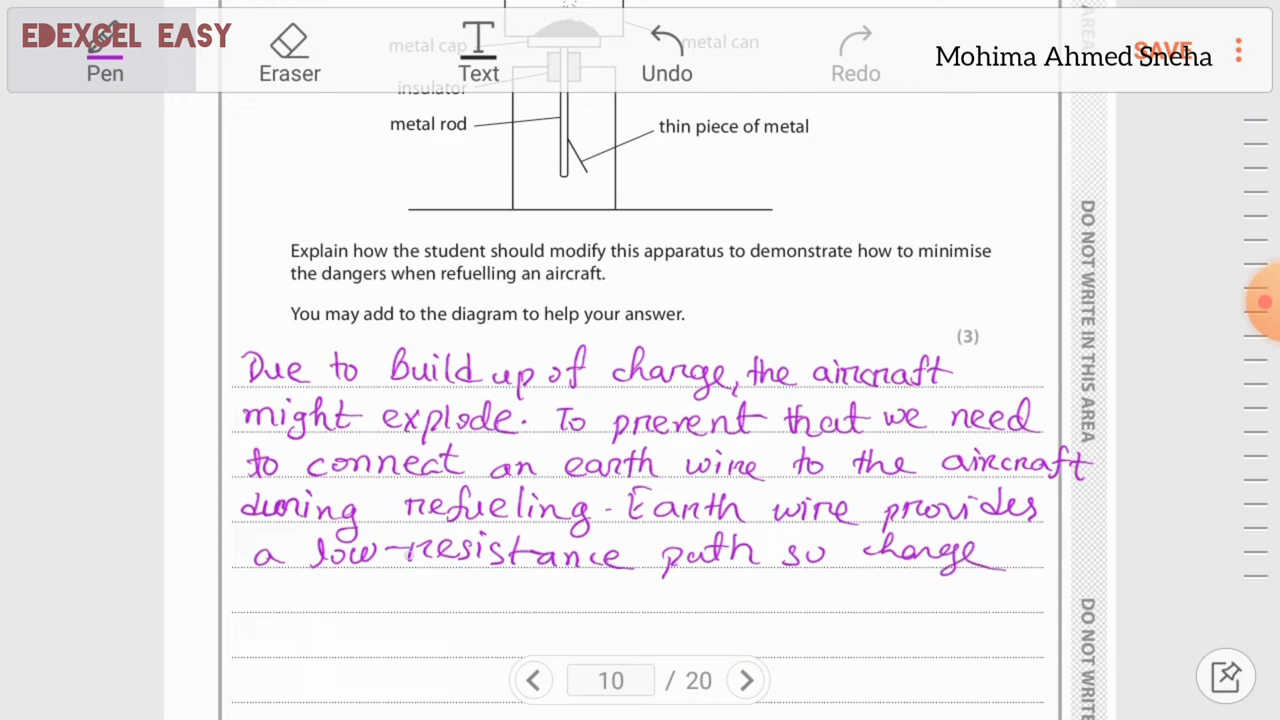 EDEXCEL EASY
Pen
Eraser
Text
Undo
Redo
SAVE
Mohima Ahmed Sneha
metal cap
metal can
insulator
metal rod
thin piece of metal
Explain how the student should modify this apparatus to demonstrate how to minimise
the dangers when refuelling an aircraft.
You may add to the diagram to help your answer.
(3)
Due to Build up of charge, the aircraft
might explode. To prevent that we need
to connect an earth wire to the aircraft
during refueling. Earth wire provides
a low-resistance path so charge
10 / 20
AREA
DO NOT WRITE IN THIS AREA
DO NOT WRITE